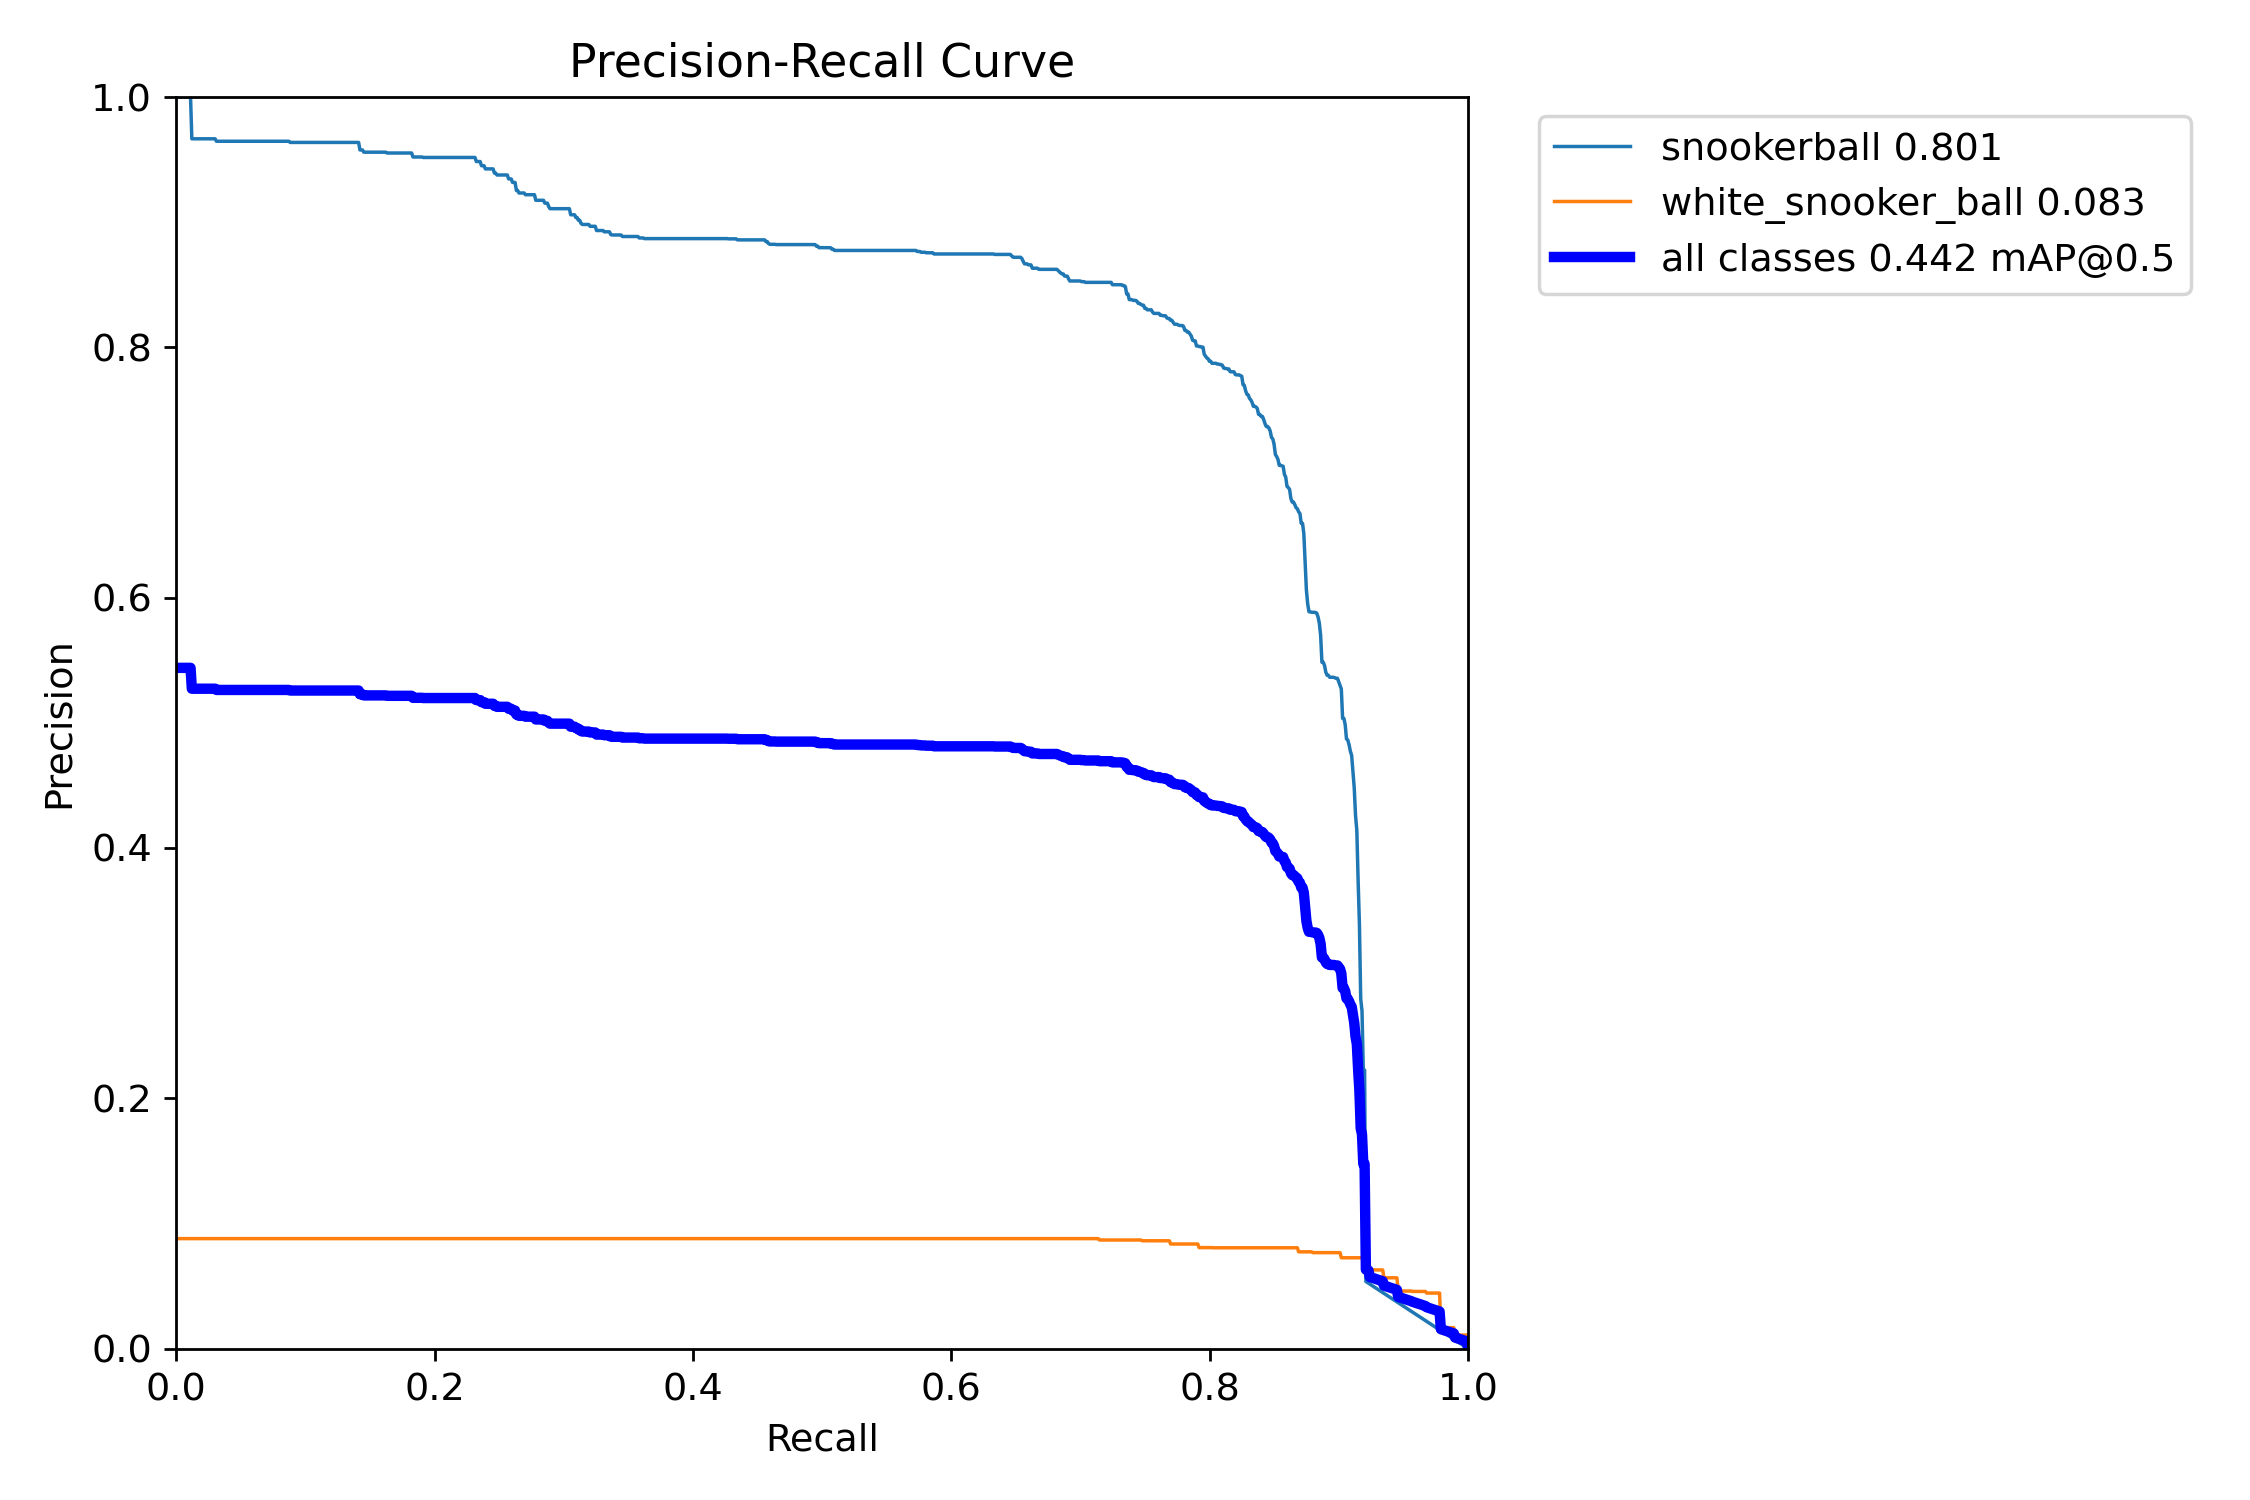 Precision-Recall Curve
snookerball 0.801
white_snooker_ball 0.083
all classes 0.442 mAP@0.5
Precision
1.0
0.8
0.6
0.4
0.2
0.0
0.0 0.2 0.4 0.6 0.8 1.0
Recall